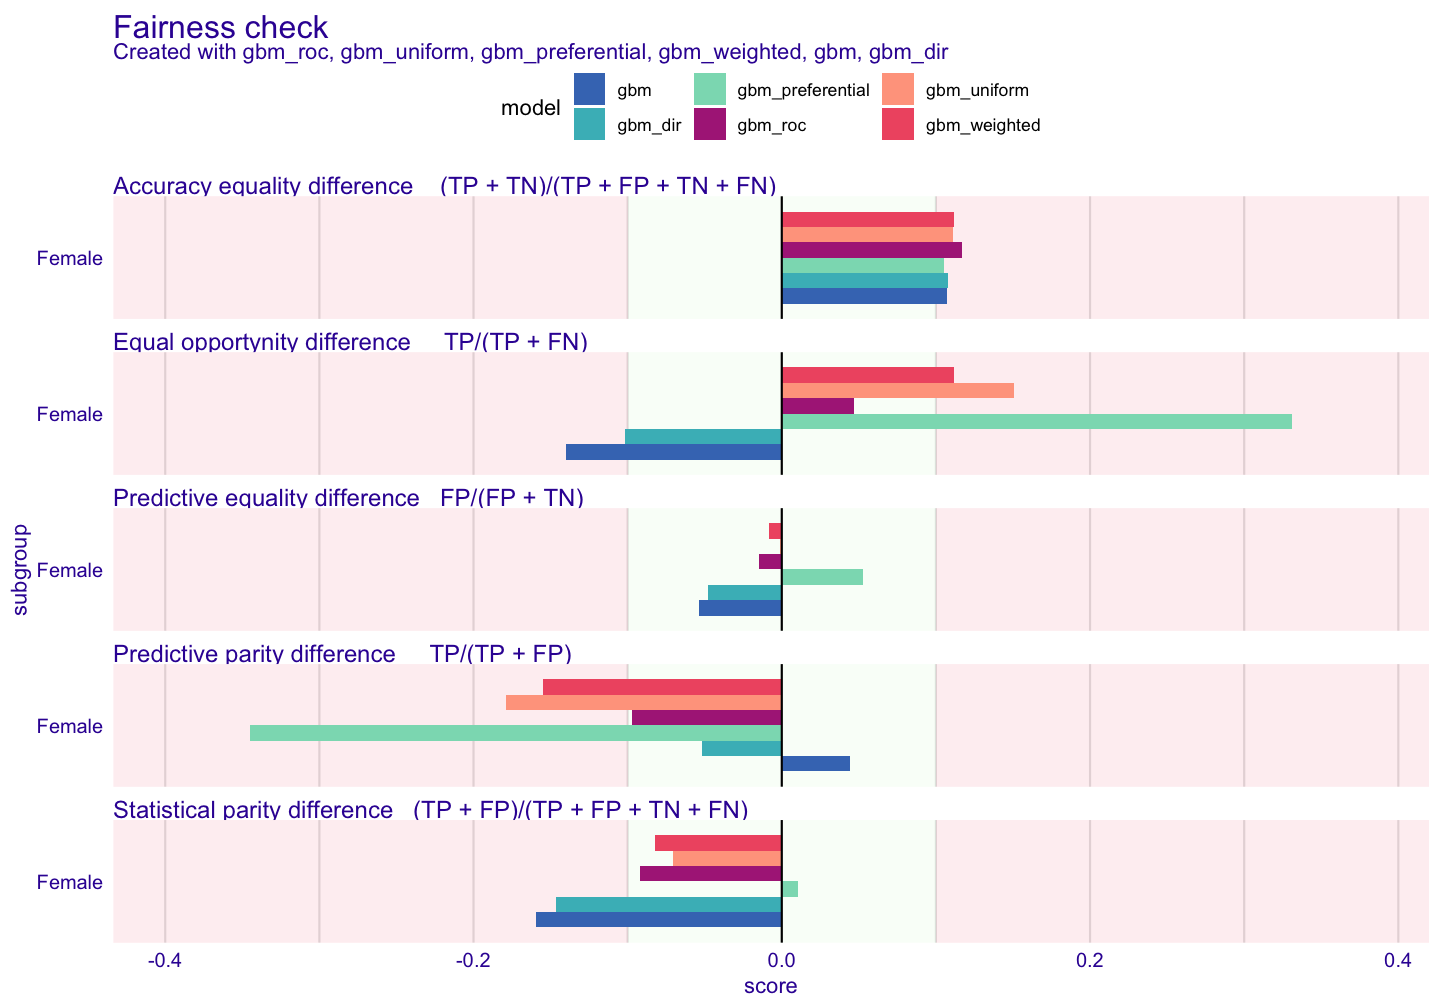 Fairness check
Created with gbm_roc, gbm_uniform, gbm_preferential, gbm_weighted, gbm, gbm_dir
model
gbm
gbm_preferential
gbm_uniform
gbm_dir
gbm_roc
gbm_weighted
Accuracy equality difference (TP + TN)/(TP + FP + TN + FN)
Female
Equal opportynity difference TP/(TP + FN)
Female
Predictive equality difference FP/(FP + TN)
subgroup
Female
Predictive parity difference TP/(TP + FP)
Female
Statistical parity difference (TP + FP)/(TP + FP + TN + FN)
Female
-0.4 -0.2 0.0 0.2 0.4
score